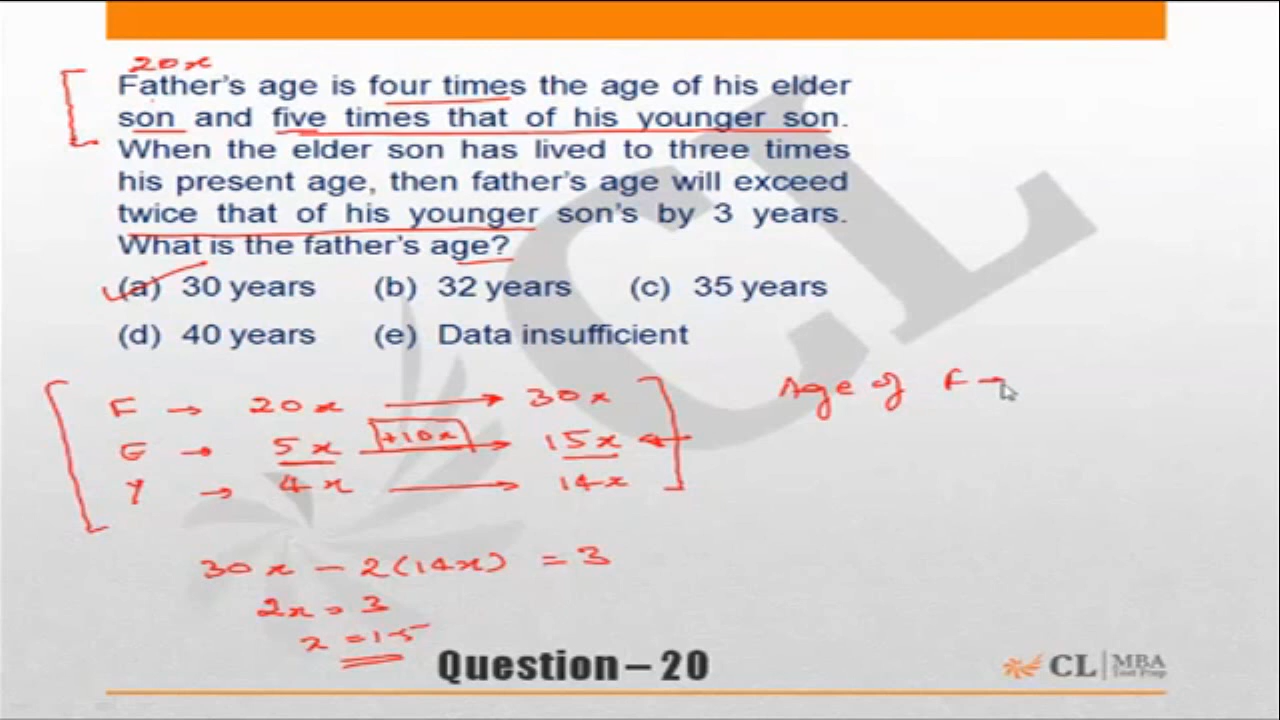 20x
Father's age is four times the age of his elder
son and five times that of his younger son.
When the elder son has lived to three times
his present age, then father's age will exceed
twice that of his younger son's by 3 years.
What is the father's age?
(a) 30 years (b) 32 years (c) 35 years
(d) 40 years (e) Data insufficient
F → 20x → 30x
E → 5x +10x → 15x
Y → 4x → 14x
Age of F →
30x - 2(14x) = 3
2x = 3
x = 1.5
Question – 20
CL MBA
Test Prep
CL